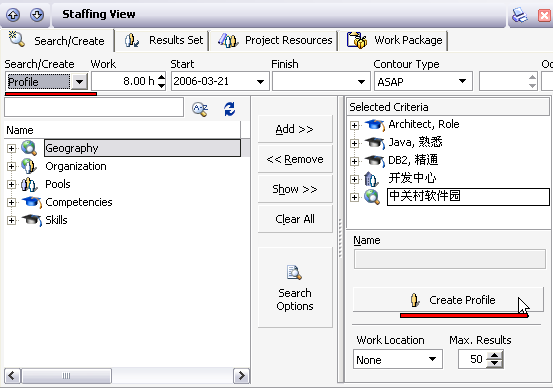 Staffing View
Search/Create Results Set Project Resources Work Package
Search/Create Work Start Finish Contour Type Oc
Profile 8.00 h 2006-03-21 ASAP
Selected Criteria
Name
Geography
Organization
Pools
Competencies
Skills
Add >>
<< Remove
Show >>
Clear All
Search
Options
Architect, Role
Java, 熟悉
DB2, 精通
开发中心
中关村软件园
Name
Create Profile
Work Location Max. Results
None 50